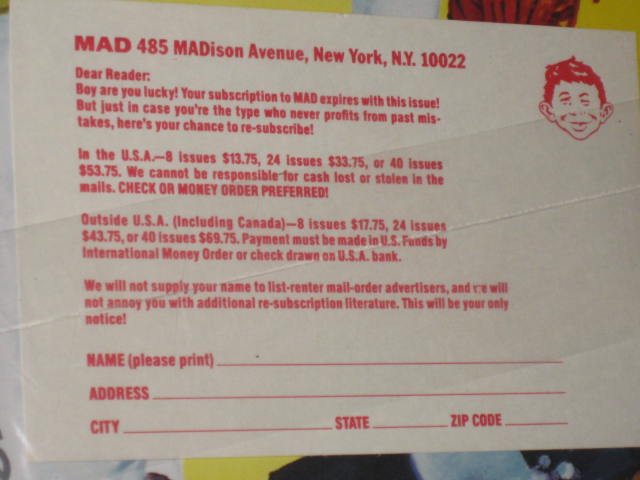 MAD 485 MADison Avenue, New York, N.Y. 10022
Dear Reader:
Boy are you lucky! Your subscription to MAD expires with this issue!
But just in case you're the type who never profits from past mis-
takes, here's your chance to re-subscribe!
In the U.S.A.—8 issues $13.75, 24 issues $33.75, or 40 issues
$53.75. We cannot be responsible for cash lost or stolen in the
mails. CHECK OR MONEY ORDER PREFERRED!
Outside U.S.A. (Including Canada)—8 issues $17.75, 24 issues
$43.75, or 40 issues $69.75. Payment must be made in U.S. Funds by
International Money Order or check drawn on U.S.A. bank.
We will not supply your name to list-renter mail-order advertisers, and we will
not annoy you with additional re-subscription literature. This will be your only
notice!
NAME (please print)
ADDRESS
CITY STATE ZIP CODE